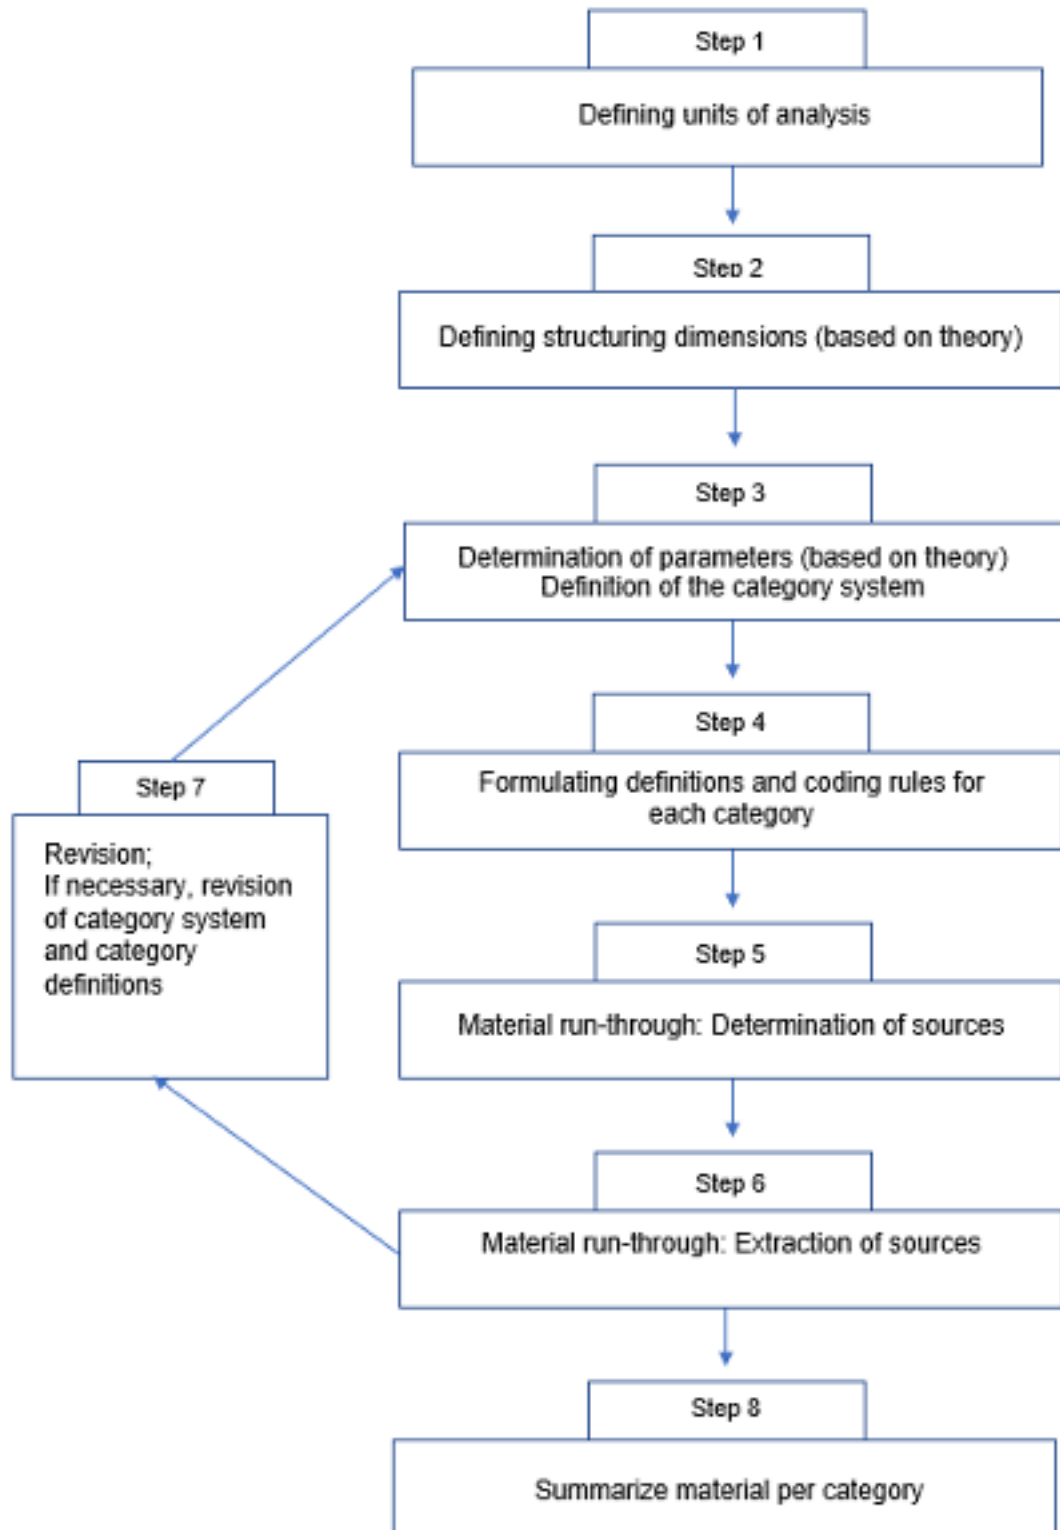 Step 1
Defining units of analysis
Step 2
Defining structuring dimensions (based on theory)
Step 3
Determination of parameters (based on theory)
Definition of the category system
Step 4
Formulating definitions and coding rules for
each category
Step 7
Revision;
If necessary, revision
of category system
and category
definitions
Step 5
Material run-through: Determination of sources
Step 6
Material run-through: Extraction of sources
Step 8
Summarize material per category